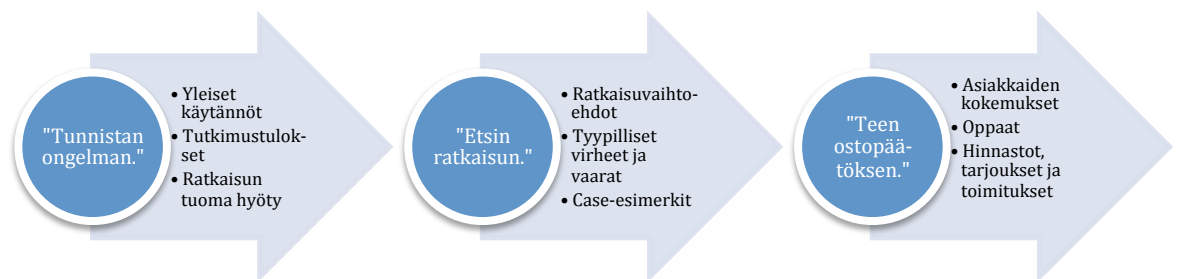 "Tunnistan
ongelman."
• Yleiset
käytännöt
• Tutkimustulok-
set
• Ratkaisun
tuoma hyöty
"Etsin
ratkaisun."
• Ratkaisuvaihto-
ehdot
• Tyypilliset
virheet ja
vaarat
• Case-esimerkit
"Teen
ostopää-
töksen."
• Asiakkaiden
kokemukset
• Oppaat
• Hinnastot,
tarjoukset ja
toimitukset